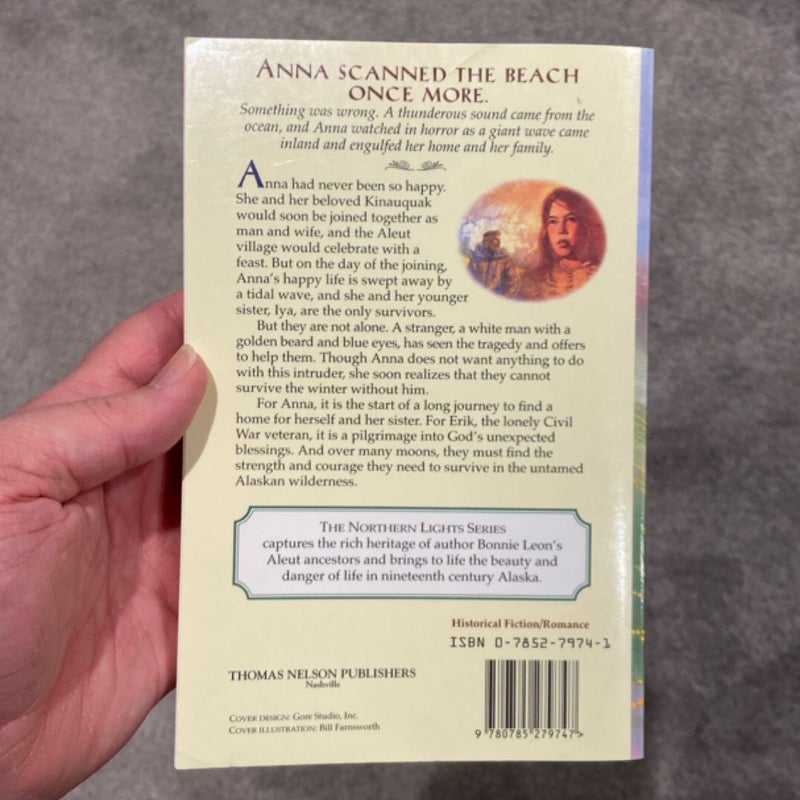 ANNA SCANNED THE BEACH
ONCE MORE.
Something was wrong. A thunderous sound came from the
ocean, and Anna watched in horror as a giant wave came
inland and engulfed her home and her family.
Anna had never been so happy.
She and her beloved Kinauquak
would soon be joined together as
man and wife, and the Aleut
village would celebrate with a
feast. But on the day of the joining,
Anna's happy life is swept away by
a tidal wave, and she and her younger
sister, Iya, are the only survivors.
But they are not alone. A stranger, a white man with a
golden beard and blue eyes, has seen the tragedy and offers
to help them. Though Anna does not want anything to do
with this intruder, she soon realizes that they cannot
survive the winter without him.
For Anna, it is the start of a long journey to find a
home for herself and her sister. For Erik, the lonely Civil
War veteran, it is a pilgrimage into God's unexpected
blessings. And over many moons, they must find the
strength and courage they need to survive in the untamed
Alaskan wilderness.
THE NORTHERN LIGHTS SERIES
captures the rich heritage of author Bonnie Leon's
Aleut ancestors and brings to life the beauty and
danger of life in nineteenth century Alaska.
Historical Fiction/Romance
ISBN 0-7852-7974-1
THOMAS NELSON PUBLISHERS
Nashville
COVER DESIGN: Gore Studio, Inc.
COVER ILLUSTRATION: Bill Farnsworth
9 780785 279747>